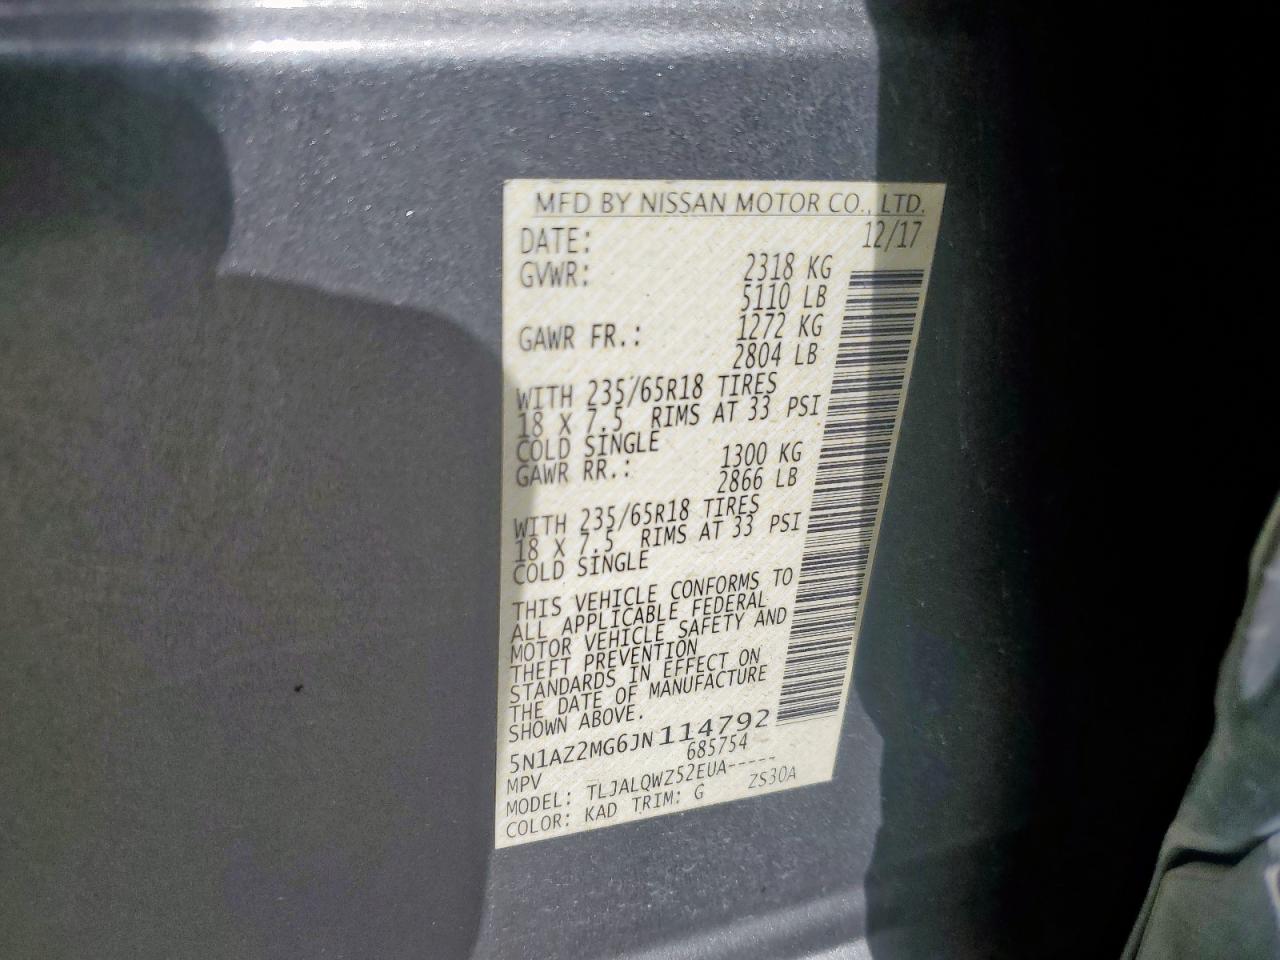 MFD BY NISSAN MOTOR CO., LTD.
DATE: 12/17
GVWR: 2318 KG
5110 LB
GAWR FR.: 1272 KG
2804 LB
WITH 235/65R18 TIRES
18 X 7.5 RIMS AT 33 PSI
COLD SINGLE
GAWR RR.: 1300 KG
2866 LB
WITH 235/65R18 TIRES
18 X 7.5 RIMS AT 33 PSI
COLD SINGLE
THIS VEHICLE CONFORMS TO
ALL APPLICABLE FEDERAL
MOTOR VEHICLE SAFETY AND
THEFT PREVENTION
STANDARDS IN EFFECT ON
THE DATE OF MANUFACTURE
SHOWN ABOVE.
5N1AZ2MG6JN114792
MPV 685754
MODEL: TLJALQWZ52EUA-----
COLOR: KAD TRIM: G ZS30A